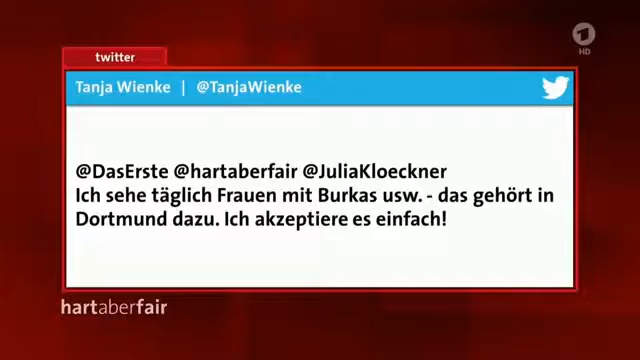 HD
twitter
Tanja Wienke | @TanjaWienke
@DasErste @hartaberfair @JuliaKloeckner
Ich sehe täglich Frauen mit Burkas usw. - das gehört in
Dortmund dazu. Ich akzeptiere es einfach!
hartaberfair